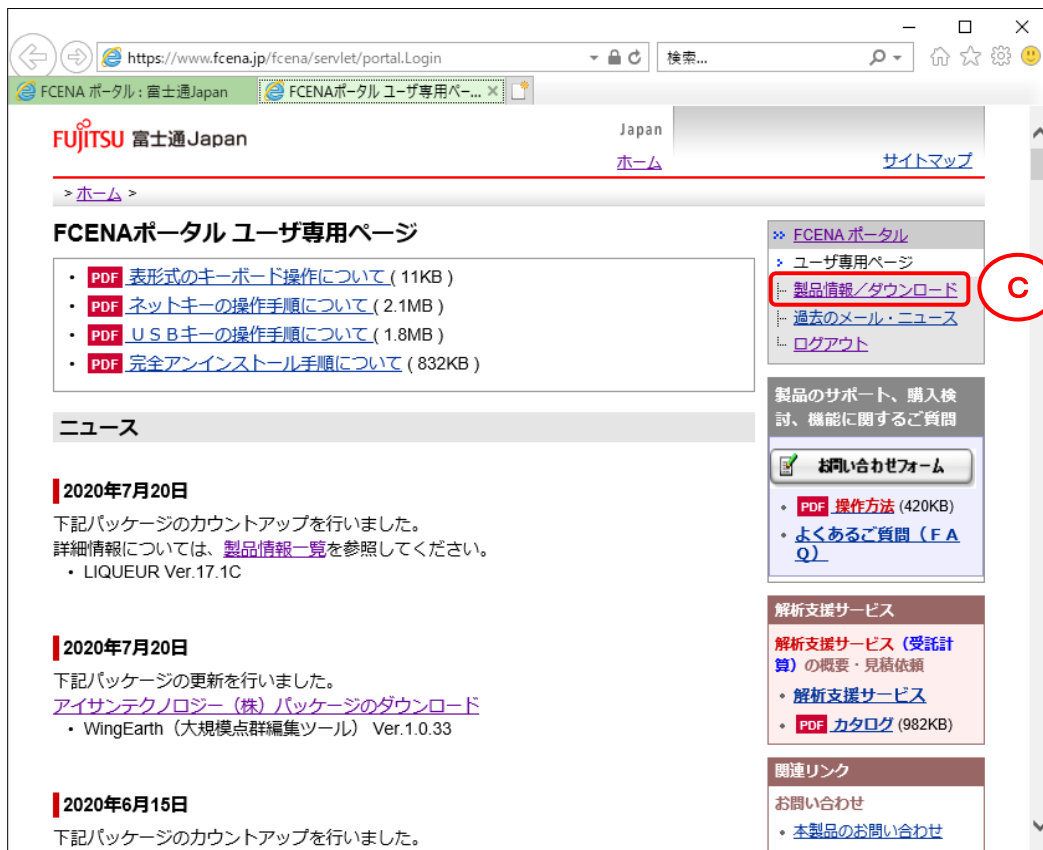 https://www.fcena.jp/fcena/servlet/portal.Login
検索...
FCENA ポータル : 富士通Japan
FCENAポータル ユーザ専用ペー...
FUJITSU 富士通Japan
Japan
ホーム
サイトマップ
> ホーム >
FCENAポータル ユーザ専用ページ
・ PDF 表形式のキーボード操作について ( 11KB )
・ PDF ネットキーの操作手順について ( 2.1MB )
・ PDF ＵＳＢキーの操作手順について ( 1.8MB )
・ PDF 完全アンインストール手順について ( 832KB )
ニュース
2020年7月20日
下記パッケージのカウントアップを行いました。
詳細情報については、製品情報一覧を参照してください。
・ LIQUEUR Ver.17.1C
2020年7月20日
下記パッケージの更新を行いました。
アイサンテクノロジー（株）パッケージのダウンロード
・ WingEarth（大規模点群編集ツール） Ver.1.0.33
2020年6月15日
下記パッケージのカウントアップを行いました。
FCENA ポータル
ユーザ専用ページ
製品情報／ダウンロード
C
過去のメール・ニュース
ログアウト
製品のサポート、購入検
討、機能に関するご質問
お問い合わせフォーム
・ PDF 操作方法 (420KB)
・ よくあるご質問（ＦＡ
Ｑ）
解析支援サービス
解析支援サービス（受託計
算）の概要・見積依頼
・ 解析支援サービス
・ PDF カタログ (982KB)
関連リンク
お問い合わせ
・ 本製品のお問い合わせ